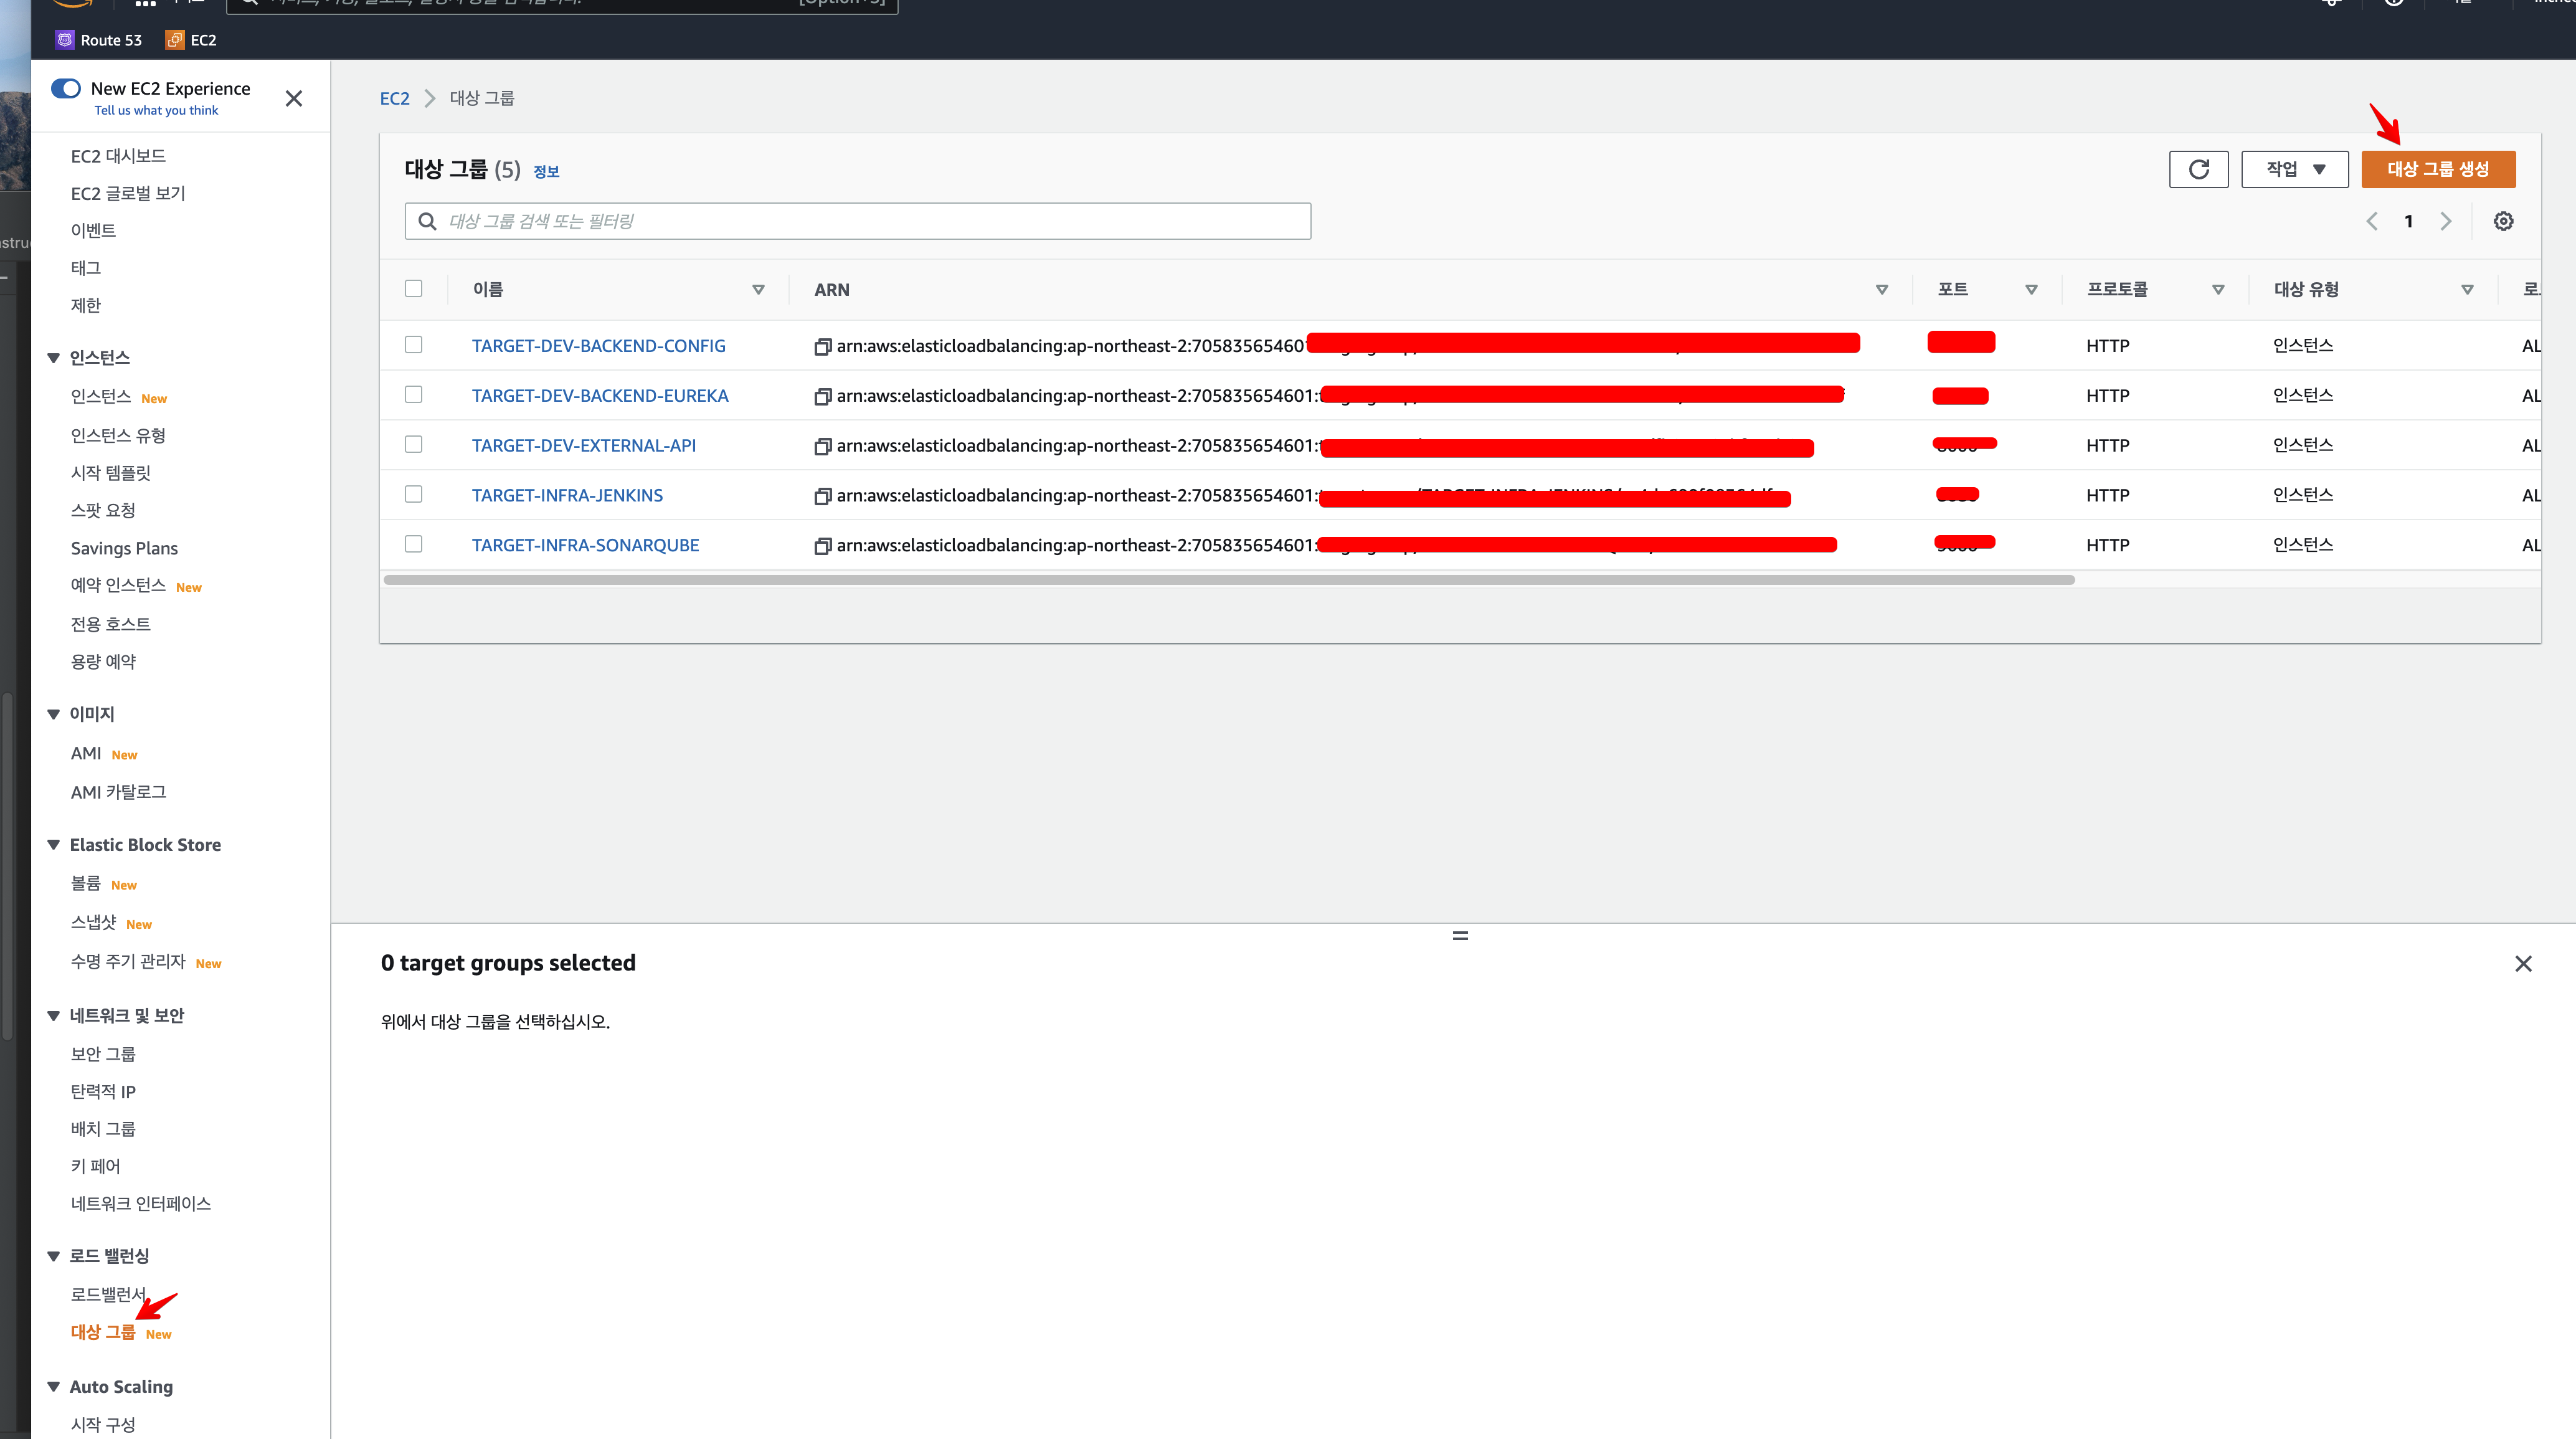 [Option+S]
Route 53
EC2
New EC2 Experience
Tell us what you think
EC2 대시보드
EC2 글로벌 보기
이벤트
태그
제한
인스턴스
인스턴스 New
인스턴스 유형
시작 템플릿
스팟 요청
Savings Plans
예약 인스턴스 New
전용 호스트
용량 예약
이미지
AMI New
AMI 카탈로그
Elastic Block Store
볼륨 New
스냅샷 New
수명 주기 관리자 New
네트워크 및 보안
보안 그룹
탄력적 IP
배치 그룹
키 페어
네트워크 인터페이스
로드 밸런싱
로드밸런서
대상 그룹 New
Auto Scaling
시작 구성
EC2 대상 그룹
대상 그룹 (5) 정보
작업
대상 그룹 생성
대상 그룹 검색 또는 필터링
1
이름 ARN 포트 프로토콜 대상 유형
TARGET-DEV-BACKEND-CONFIG arn:aws:elasticloadbalancing:ap-northeast-2:70583565460 HTTP 인스턴스 AL
TARGET-DEV-BACKEND-EUREKA arn:aws:elasticloadbalancing:ap-northeast-2:705835654601: HTTP 인스턴스 AL
TARGET-DEV-EXTERNAL-API arn:aws:elasticloadbalancing:ap-northeast-2:705835654601: HTTP 인스턴스 AL
TARGET-INFRA-JENKINS arn:aws:elasticloadbalancing:ap-northeast-2:705835654601: HTTP 인스턴스 AL
TARGET-INFRA-SONARQUBE arn:aws:elasticloadbalancing:ap-northeast-2:705835654601: HTTP 인스턴스 AL
0 target groups selected
위에서 대상 그룹을 선택하십시오.